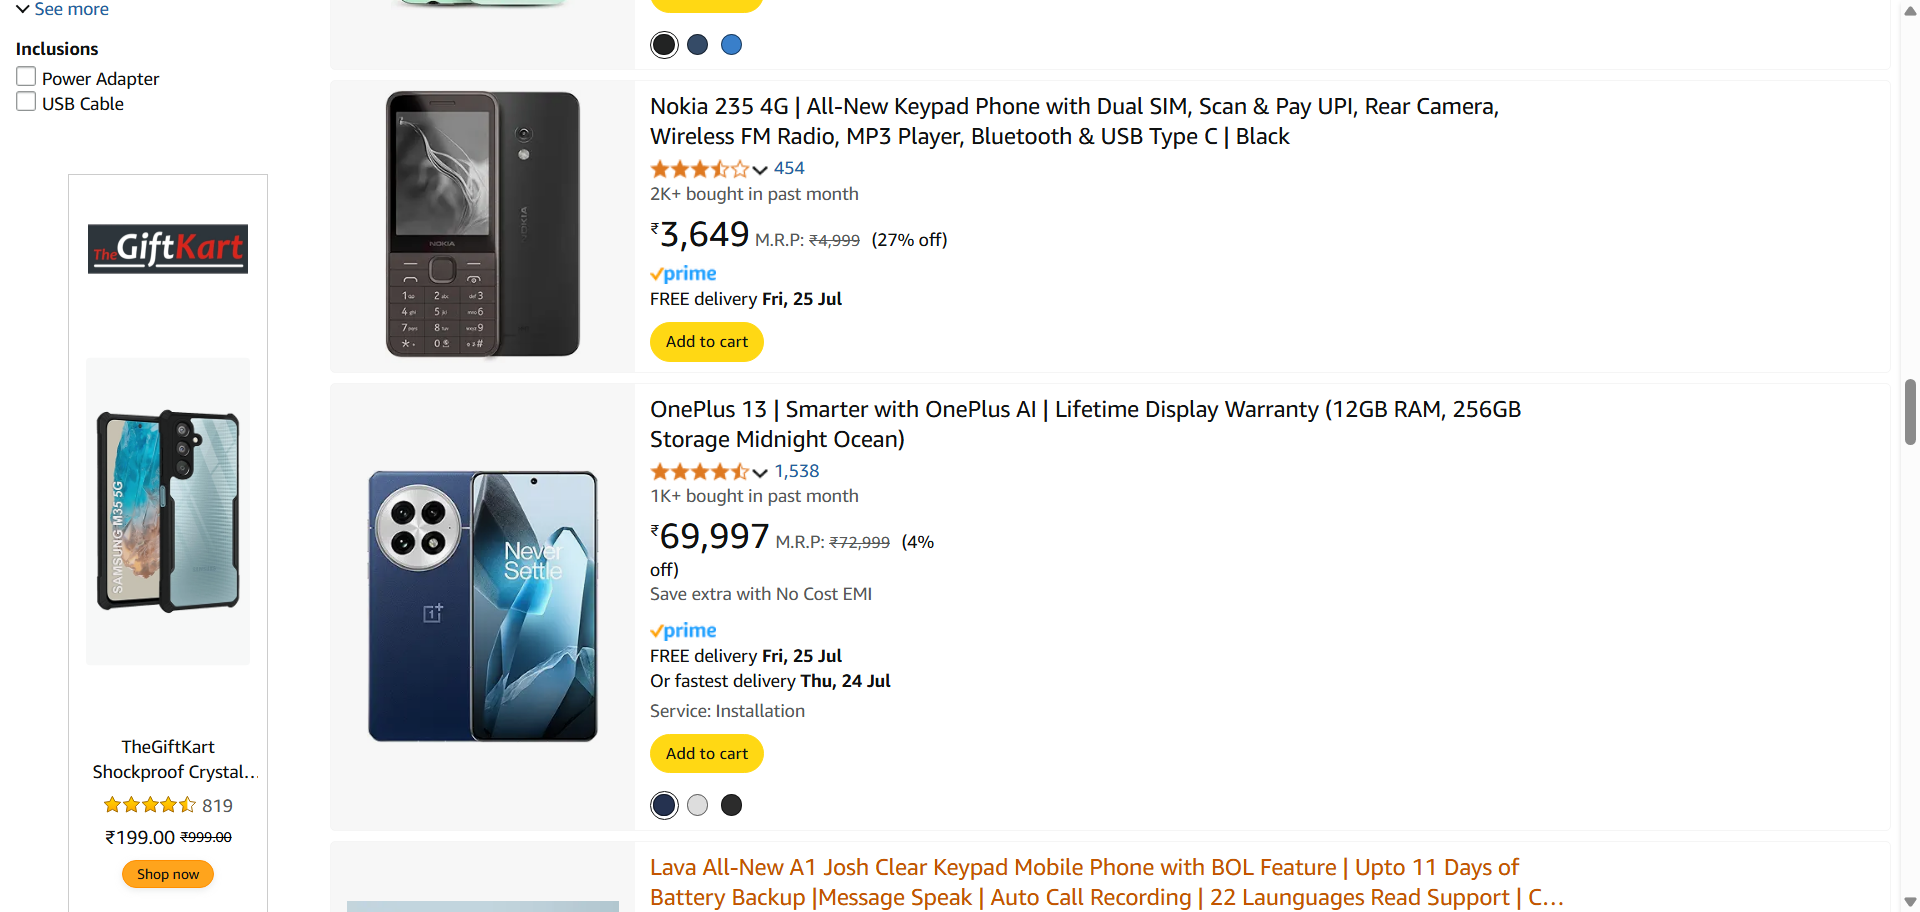 See more
Inclusions
Power Adapter
USB Cable
TheGiftKart
SAMSUNG M35 5G
TheGiftKart
Shockproof Crystal...
819
₹199.00 ₹999.00
Shop now
NOKIA
NOKIA
Nokia 235 4G | All-New Keypad Phone with Dual SIM, Scan & Pay UPI, Rear Camera,
Wireless FM Radio, MP3 Player, Bluetooth & USB Type C | Black
454
2K+ bought in past month
₹3,649 M.R.P: ₹4,999 (27% off)
prime
FREE delivery Fri, 25 Jul
Add to cart
Never
Settle
OnePlus 13 | Smarter with OnePlus AI | Lifetime Display Warranty (12GB RAM, 256GB
Storage Midnight Ocean)
1,538
1K+ bought in past month
₹69,997 M.R.P: ₹72,999 (4%
off)
Save extra with No Cost EMI
prime
FREE delivery Fri, 25 Jul
Or fastest delivery Thu, 24 Jul
Service: Installation
Add to cart
Lava All-New A1 Josh Clear Keypad Mobile Phone with BOL Feature | Upto 11 Days of
Battery Backup |Message Speak | Auto Call Recording | 22 Launguages Read Support | C...